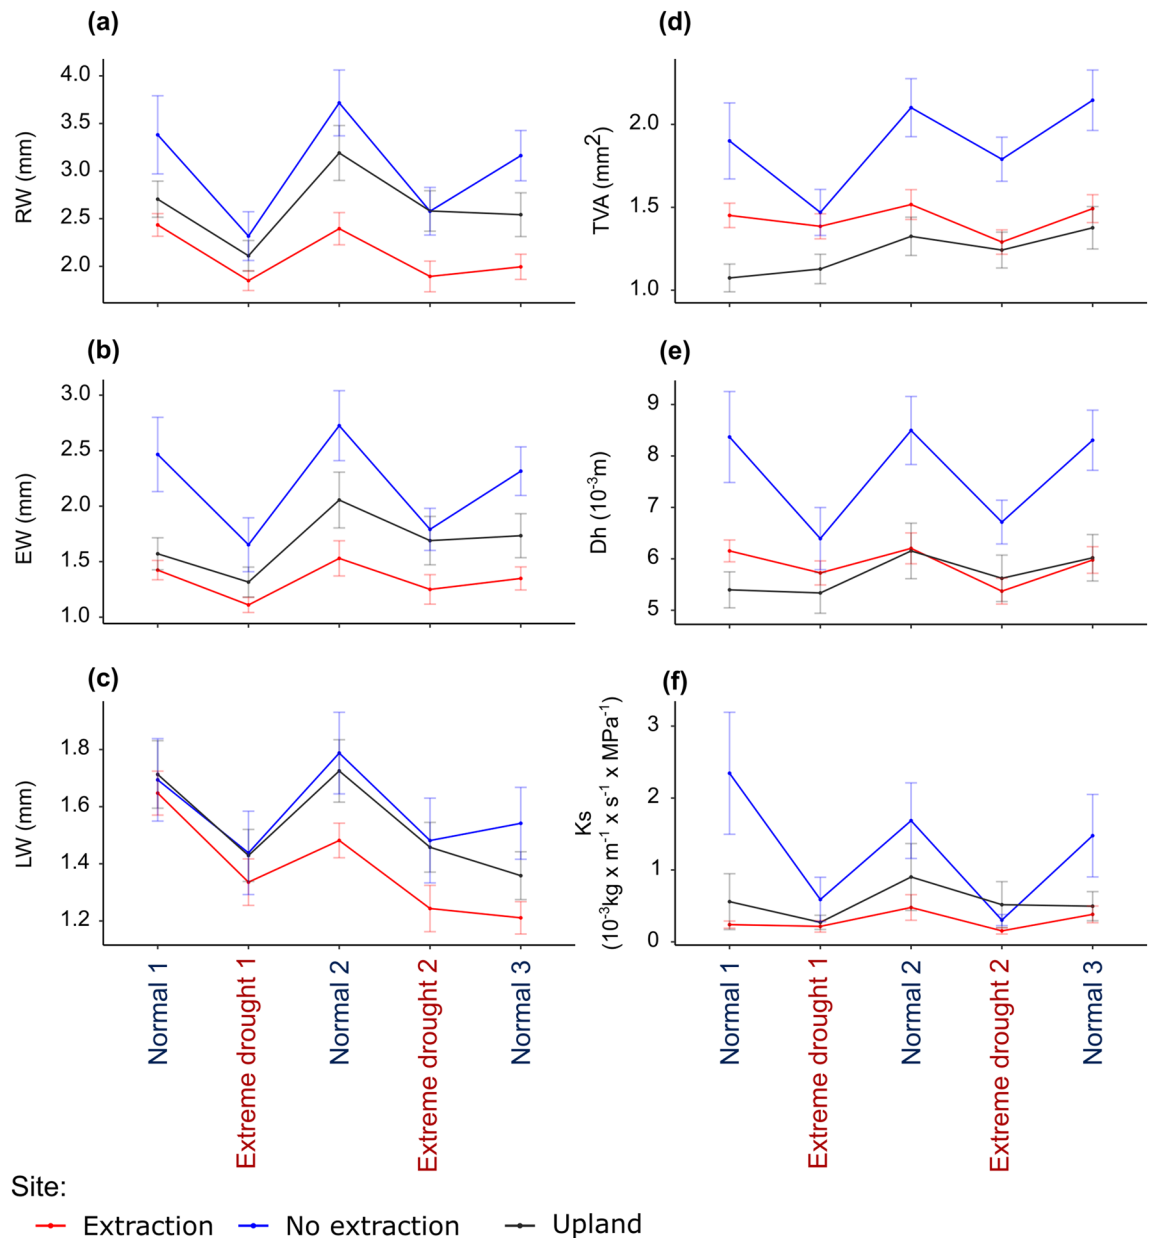 (a)
RW (mm)
4.0
3.5
3.0
2.5
2.0
(d)
TVA (mm²)
2.0
1.5
1.0
(b)
EW (mm)
3.0
2.5
2.0
1.5
1.0
(e)
Dh (10⁻³m)
9
8
7
6
5
(c)
LW (mm)
1.8
1.6
1.4
1.2
(f)
Ks
(10⁻³kg x m⁻¹ x s⁻¹ x MPa⁻¹)
3
2
1
0
Normal 1
Extreme drought 1
Normal 2
Extreme drought 2
Normal 3
Normal 1
Extreme drought 1
Normal 2
Extreme drought 2
Normal 3
Site:
Extraction No extraction Upland